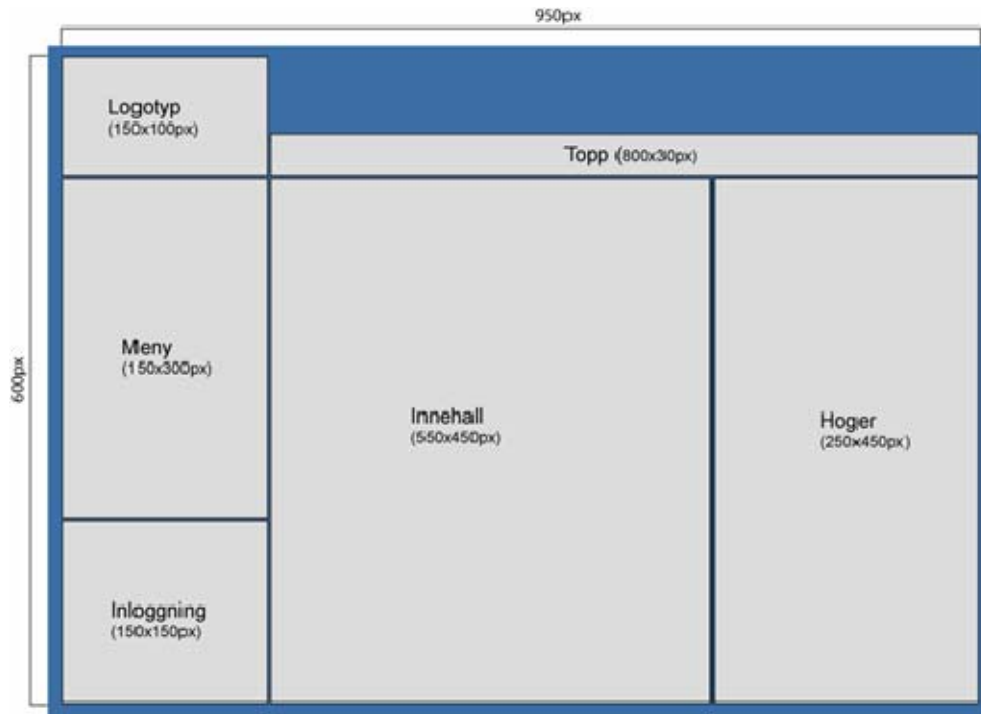 950px
600px
Logotyp
(150x100px)
Topp (800x30px)
Meny
(150x300px)
Innehall
(550x450px)
Hoger
(250x450px)
Inloggning
(150x150px)